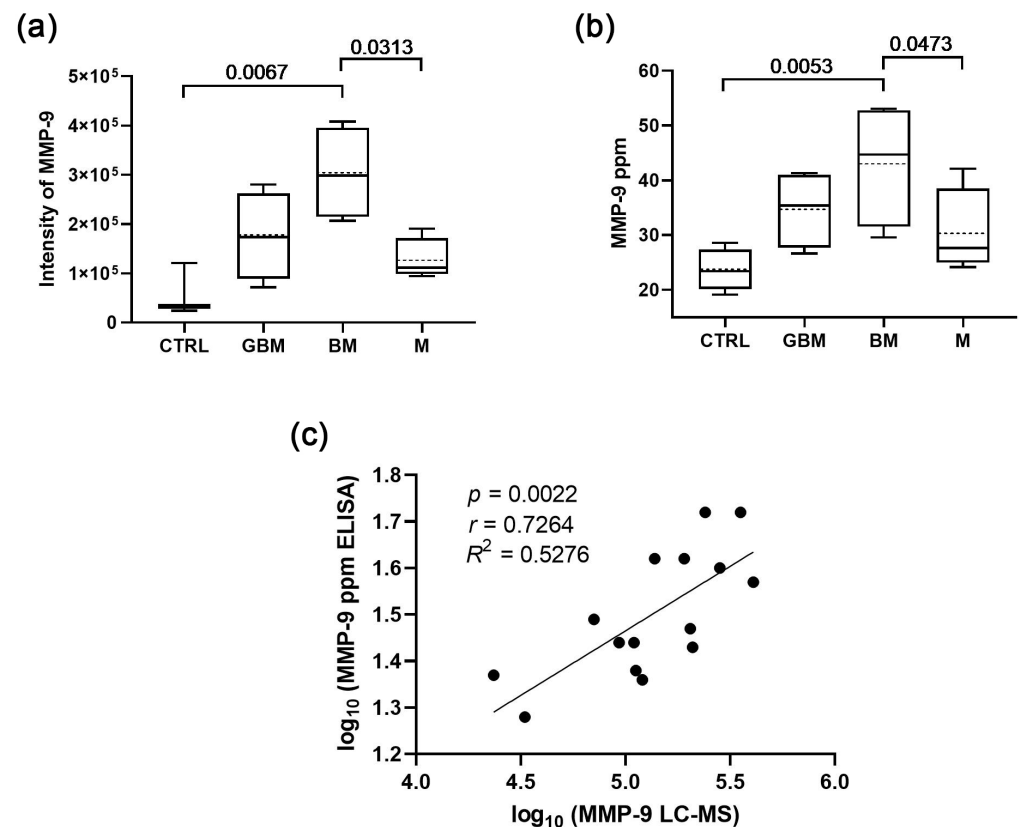 (a)
0.0313
0.0067
5×10⁵
4×10⁵
3×10⁵
2×10⁵
1×10⁵
0
Intensity of MMP-9
CTRL GBM BM M
(b)
0.0473
0.0053
60
50
40
30
20
MMP-9 ppm
CTRL GBM BM M
(c)
p = 0.0022
r = 0.7264
R² = 0.5276
1.8
1.7
1.6
1.5
1.4
1.3
1.2
log₁₀ (MMP-9 ppm ELISA)
4.0 4.5 5.0 5.5 6.0
log₁₀ (MMP-9 LC-MS)